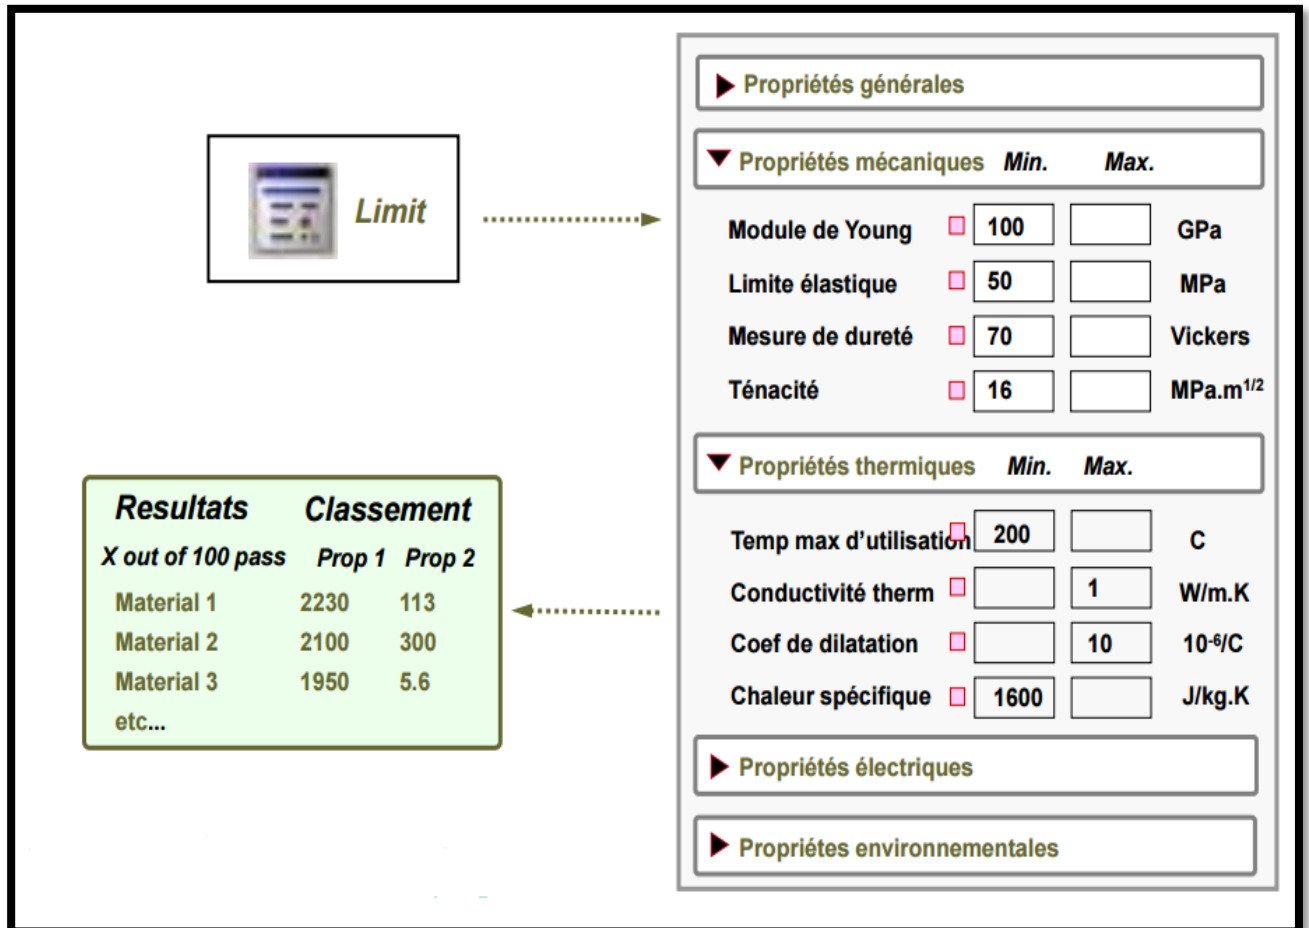 Limit
Propriétés générales
Propriétés mécaniques Min. Max.
Module de Young 100 GPa
Limite élastique 50 MPa
Mesure de dureté 70 Vickers
Ténacité 16 MPa.m1/2
Propriétés thermiques Min. Max.
Temp max d'utilisation 200 C
Conductivité therm 1 W/m.K
Coef de dilatation 10 10-6/C
Chaleur spécifique 1600 J/kg.K
Propriétés électriques
Propriétes environnementales
Resultats Classement
X out of 100 pass Prop 1 Prop 2
Material 1 2230 113
Material 2 2100 300
Material 3 1950 5.6
etc...